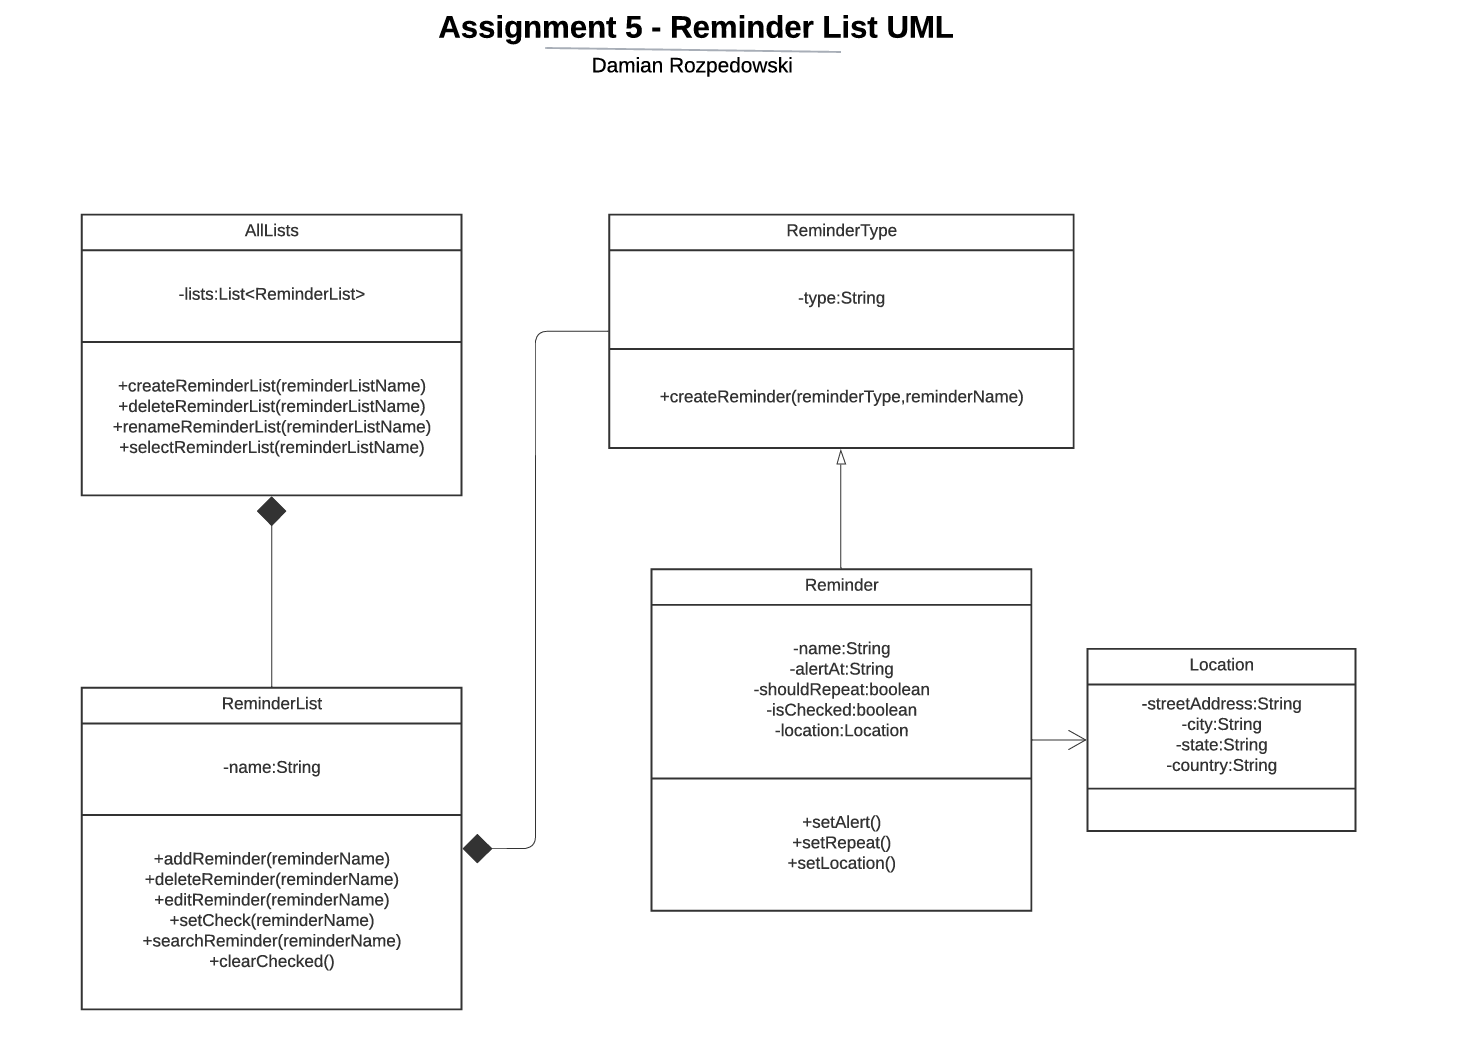 Assignment 5 - Reminder List UML
Damian Rozpedowski
AllLists
-lists:List<ReminderList>
+createReminderList(reminderListName)
+deleteReminderList(reminderListName)
+renameReminderList(reminderListName)
+selectReminderList(reminderListName)
ReminderType
-type:String
+createReminder(reminderType,reminderName)
ReminderList
-name:String
+addReminder(reminderName)
+deleteReminder(reminderName)
+editReminder(reminderName)
+setCheck(reminderName)
+searchReminder(reminderName)
+clearChecked()
Reminder
-name:String
-alertAt:String
-shouldRepeat:boolean
-isChecked:boolean
-location:Location
+setAlert()
+setRepeat()
+setLocation()
Location
-streetAddress:String
-city:String
-state:String
-country:String